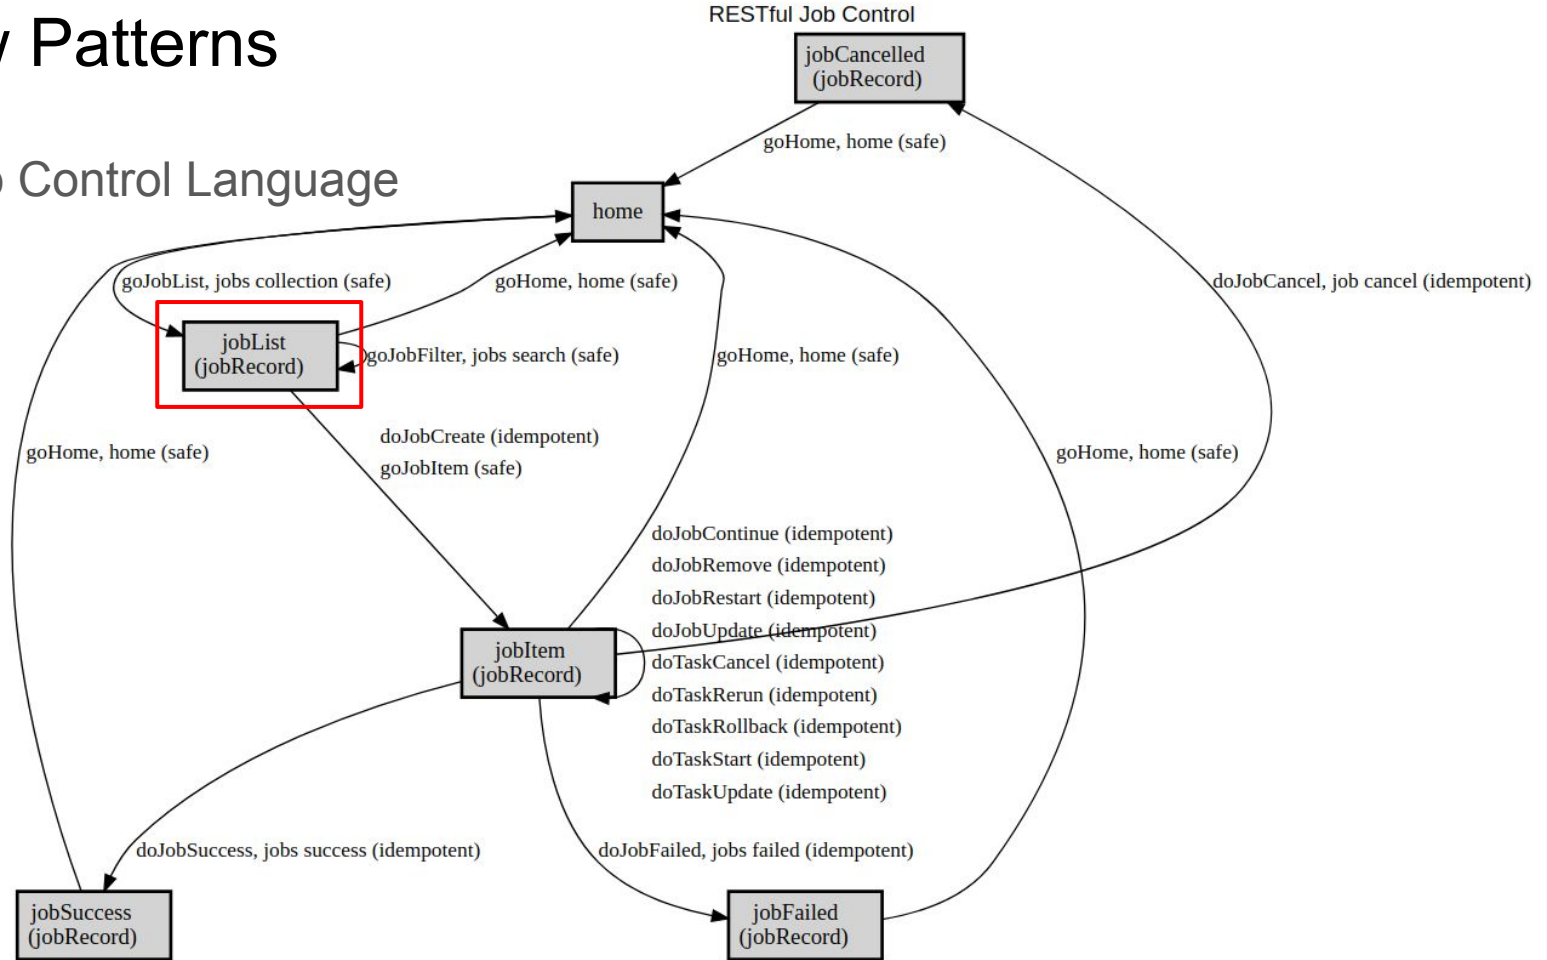 RESTful Job Control
Patterns
jobCancelled
(jobRecord)
goHome, home (safe)
Control Language
home
goJobList, jobs collection (safe)
goHome, home (safe)
doJobCancel, job cancel (idempotent)
jobList
(jobRecord)
goJobFilter, jobs search (safe)
goHome, home (safe)
doJobCreate (idempotent)
goJobItem (safe)
goHome, home (safe)
goHome, home (safe)
doJobContinue (idempotent)
doJobRemove (idempotent)
doJobRestart (idempotent)
doJobUpdate (idempotent)
doTaskCancel (idempotent)
doTaskRerun (idempotent)
doTaskRollback (idempotent)
doTaskStart (idempotent)
doTaskUpdate (idempotent)
jobItem
(jobRecord)
doJobSuccess, jobs success (idempotent)
doJobFailed, jobs failed (idempotent)
jobSuccess
(jobRecord)
jobFailed
(jobRecord)